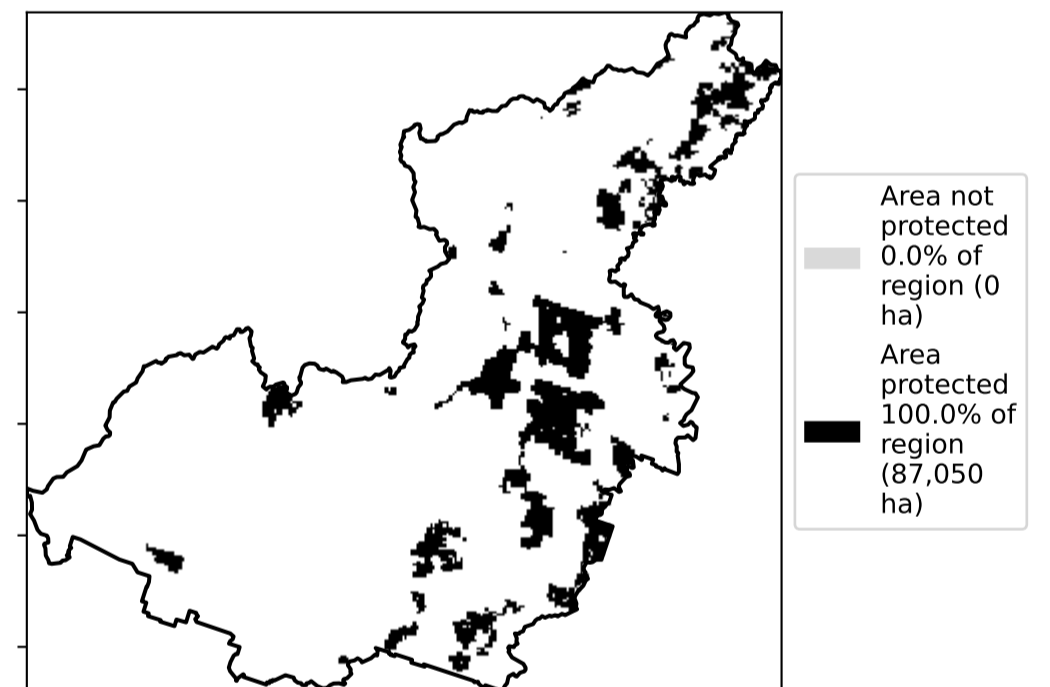 Area not
protected
0.0% of
region (0
ha)
Area
protected
100.0% of
region
(87,050
ha)